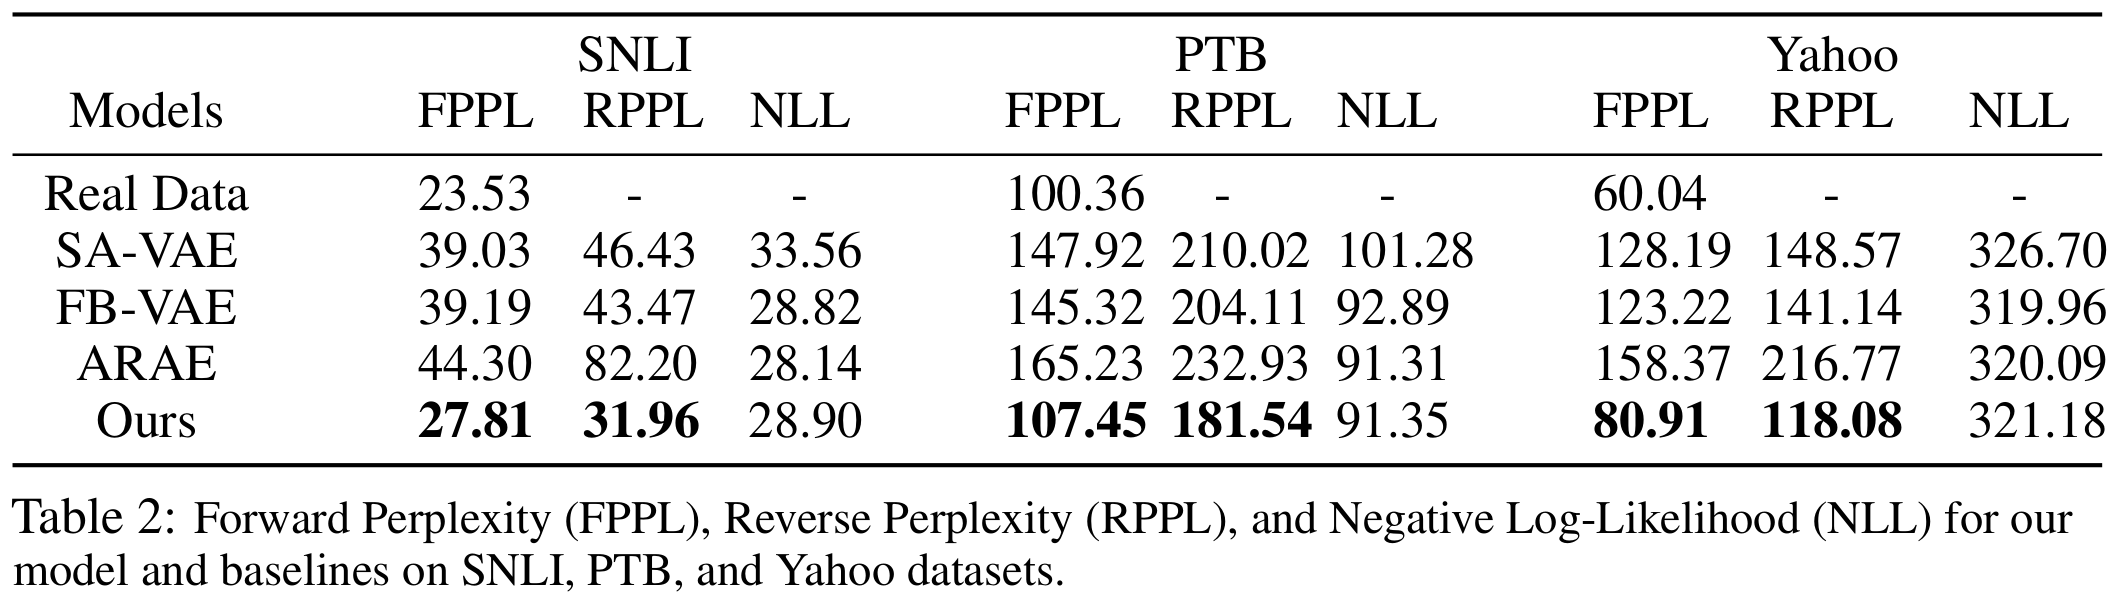 SNLI PTB Yahoo
Models FPPL RPPL NLL FPPL RPPL NLL FPPL RPPL NLL
Real Data 23.53 - - 100.36 - - 60.04 - -
SA-VAE 39.03 46.43 33.56 147.92 210.02 101.28 128.19 148.57 326.70
FB-VAE 39.19 43.47 28.82 145.32 204.11 92.89 123.22 141.14 319.96
ARAE 44.30 82.20 28.14 165.23 232.93 91.31 158.37 216.77 320.09
Ours 27.81 31.96 28.90 107.45 181.54 91.35 80.91 118.08 321.18
Table 2: Forward Perplexity (FPPL), Reverse Perplexity (RPPL), and Negative Log-Likelihood (NLL) for our
model and baselines on SNLI, PTB, and Yahoo datasets.